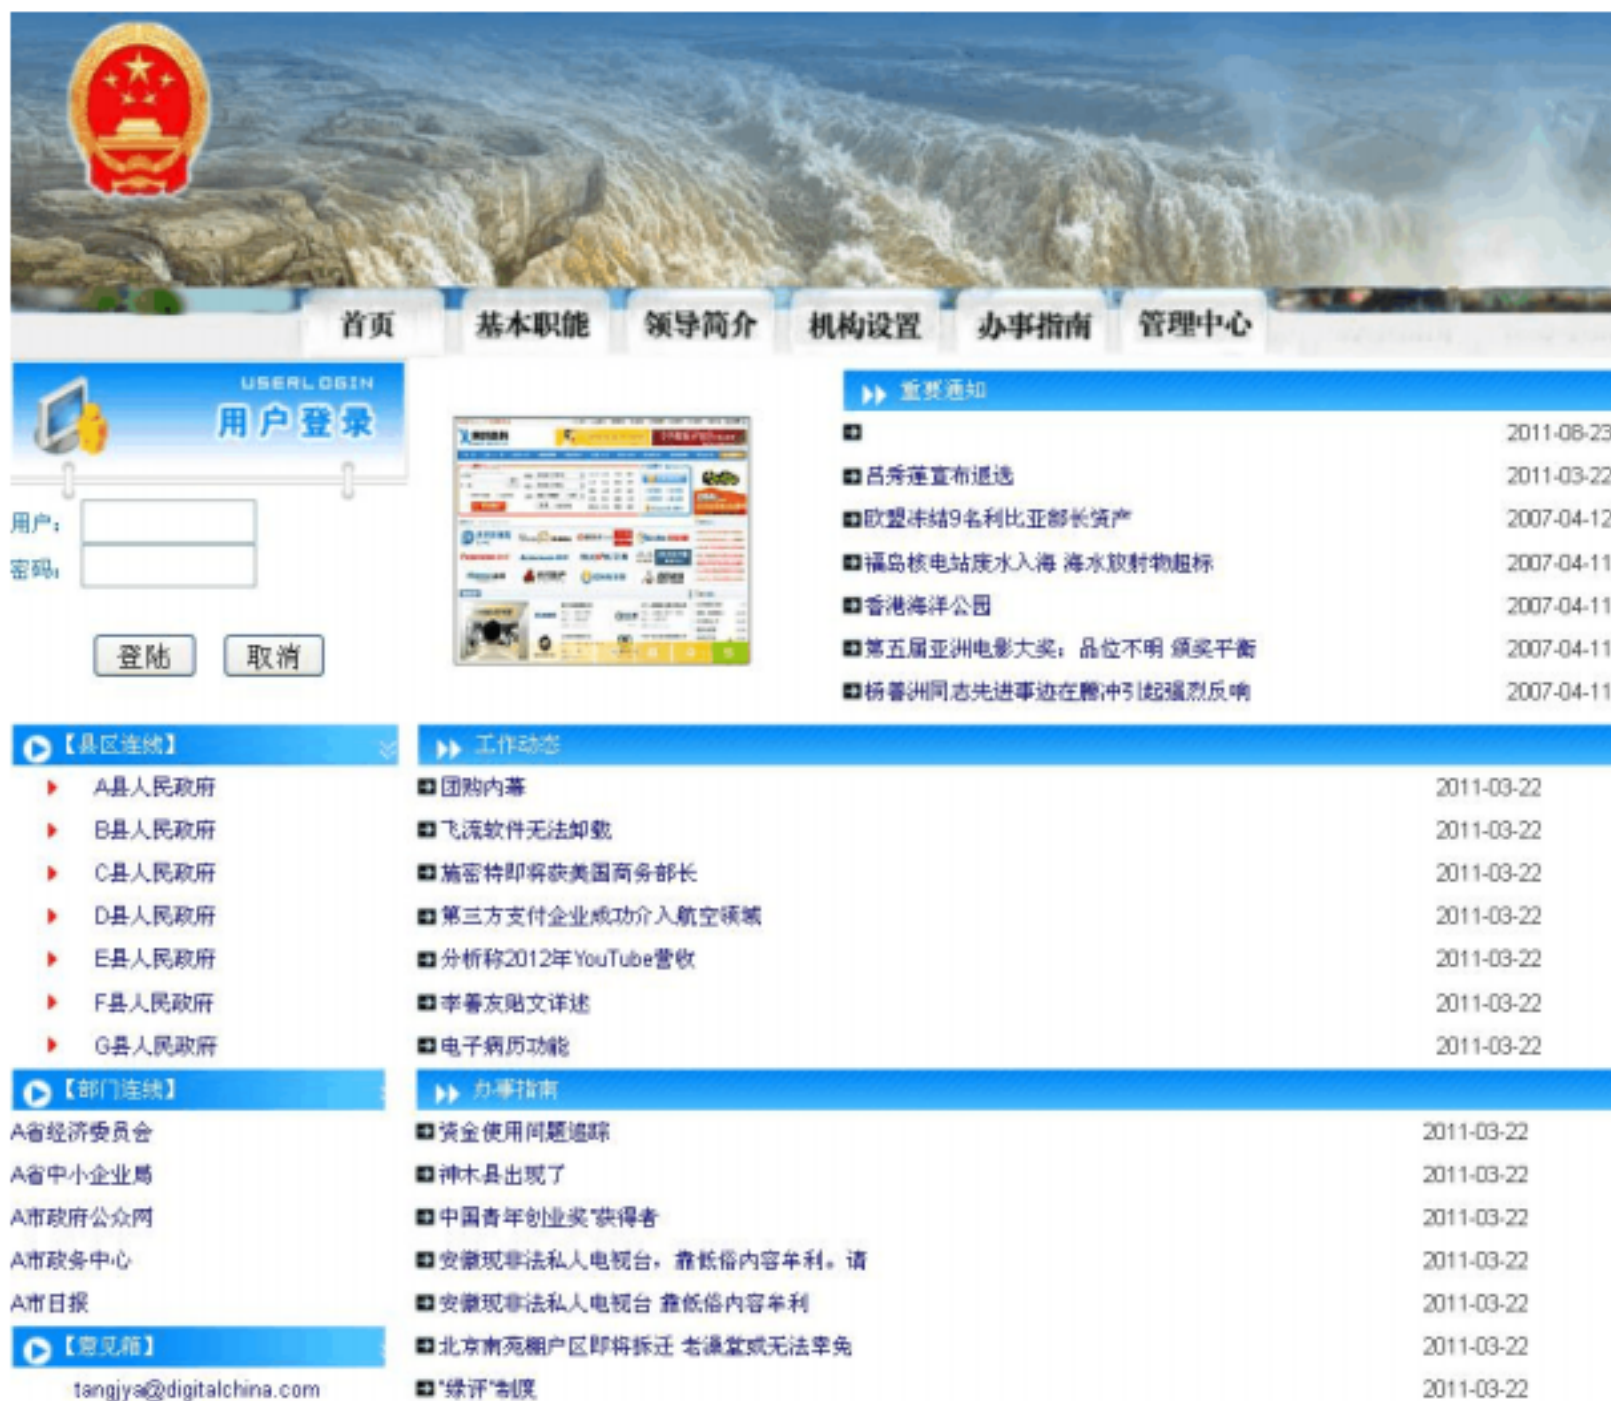 首页 基本职能 领导简介 机构设置 办事指南 管理中心
USERLOGIN
用户登录
用户:
密码:
登陆 取消
重要通知
2011-08-23
吕秀莲宣布退选 2011-03-22
欧盟冻结9名利比亚部长资产 2007-04-12
福岛核电站废水入海 海水放射物超标 2007-04-11
香港海洋公园 2007-04-11
第五届亚洲电影大奖：品位不明 颁奖平衡 2007-04-11
杨善洲同志先进事迹在腾冲引起强烈反响 2007-04-11
【县区连线】
A县人民政府
B县人民政府
C县人民政府
D县人民政府
E县人民政府
F县人民政府
G县人民政府
工作动态
团购内幕 2011-03-22
飞流软件无法卸载 2011-03-22
施密特即将获美国商务部长 2011-03-22
第三方支付企业成功介入航空领域 2011-03-22
分析称2012年YouTube营收 2011-03-22
李善友贴文详述 2011-03-22
电子病历功能 2011-03-22
【部门连线】
A省经济委员会
A省中小企业局
A市政府公众网
A市政务中心
A市日报
【意见箱】
tangjya@digitalchina.com
办事指南
资金使用问题追踪 2011-03-22
神木县出现了 2011-03-22
中国青年创业奖"获得者 2011-03-22
安徽现非法私人电视台，靠低俗内容牟利。请 2011-03-22
安徽现非法私人电视台 靠低俗内容牟利 2011-03-22
北京南苑棚户区即将拆迁 老澡堂或无法幸免 2011-03-22
"绿评"制度 2011-03-22